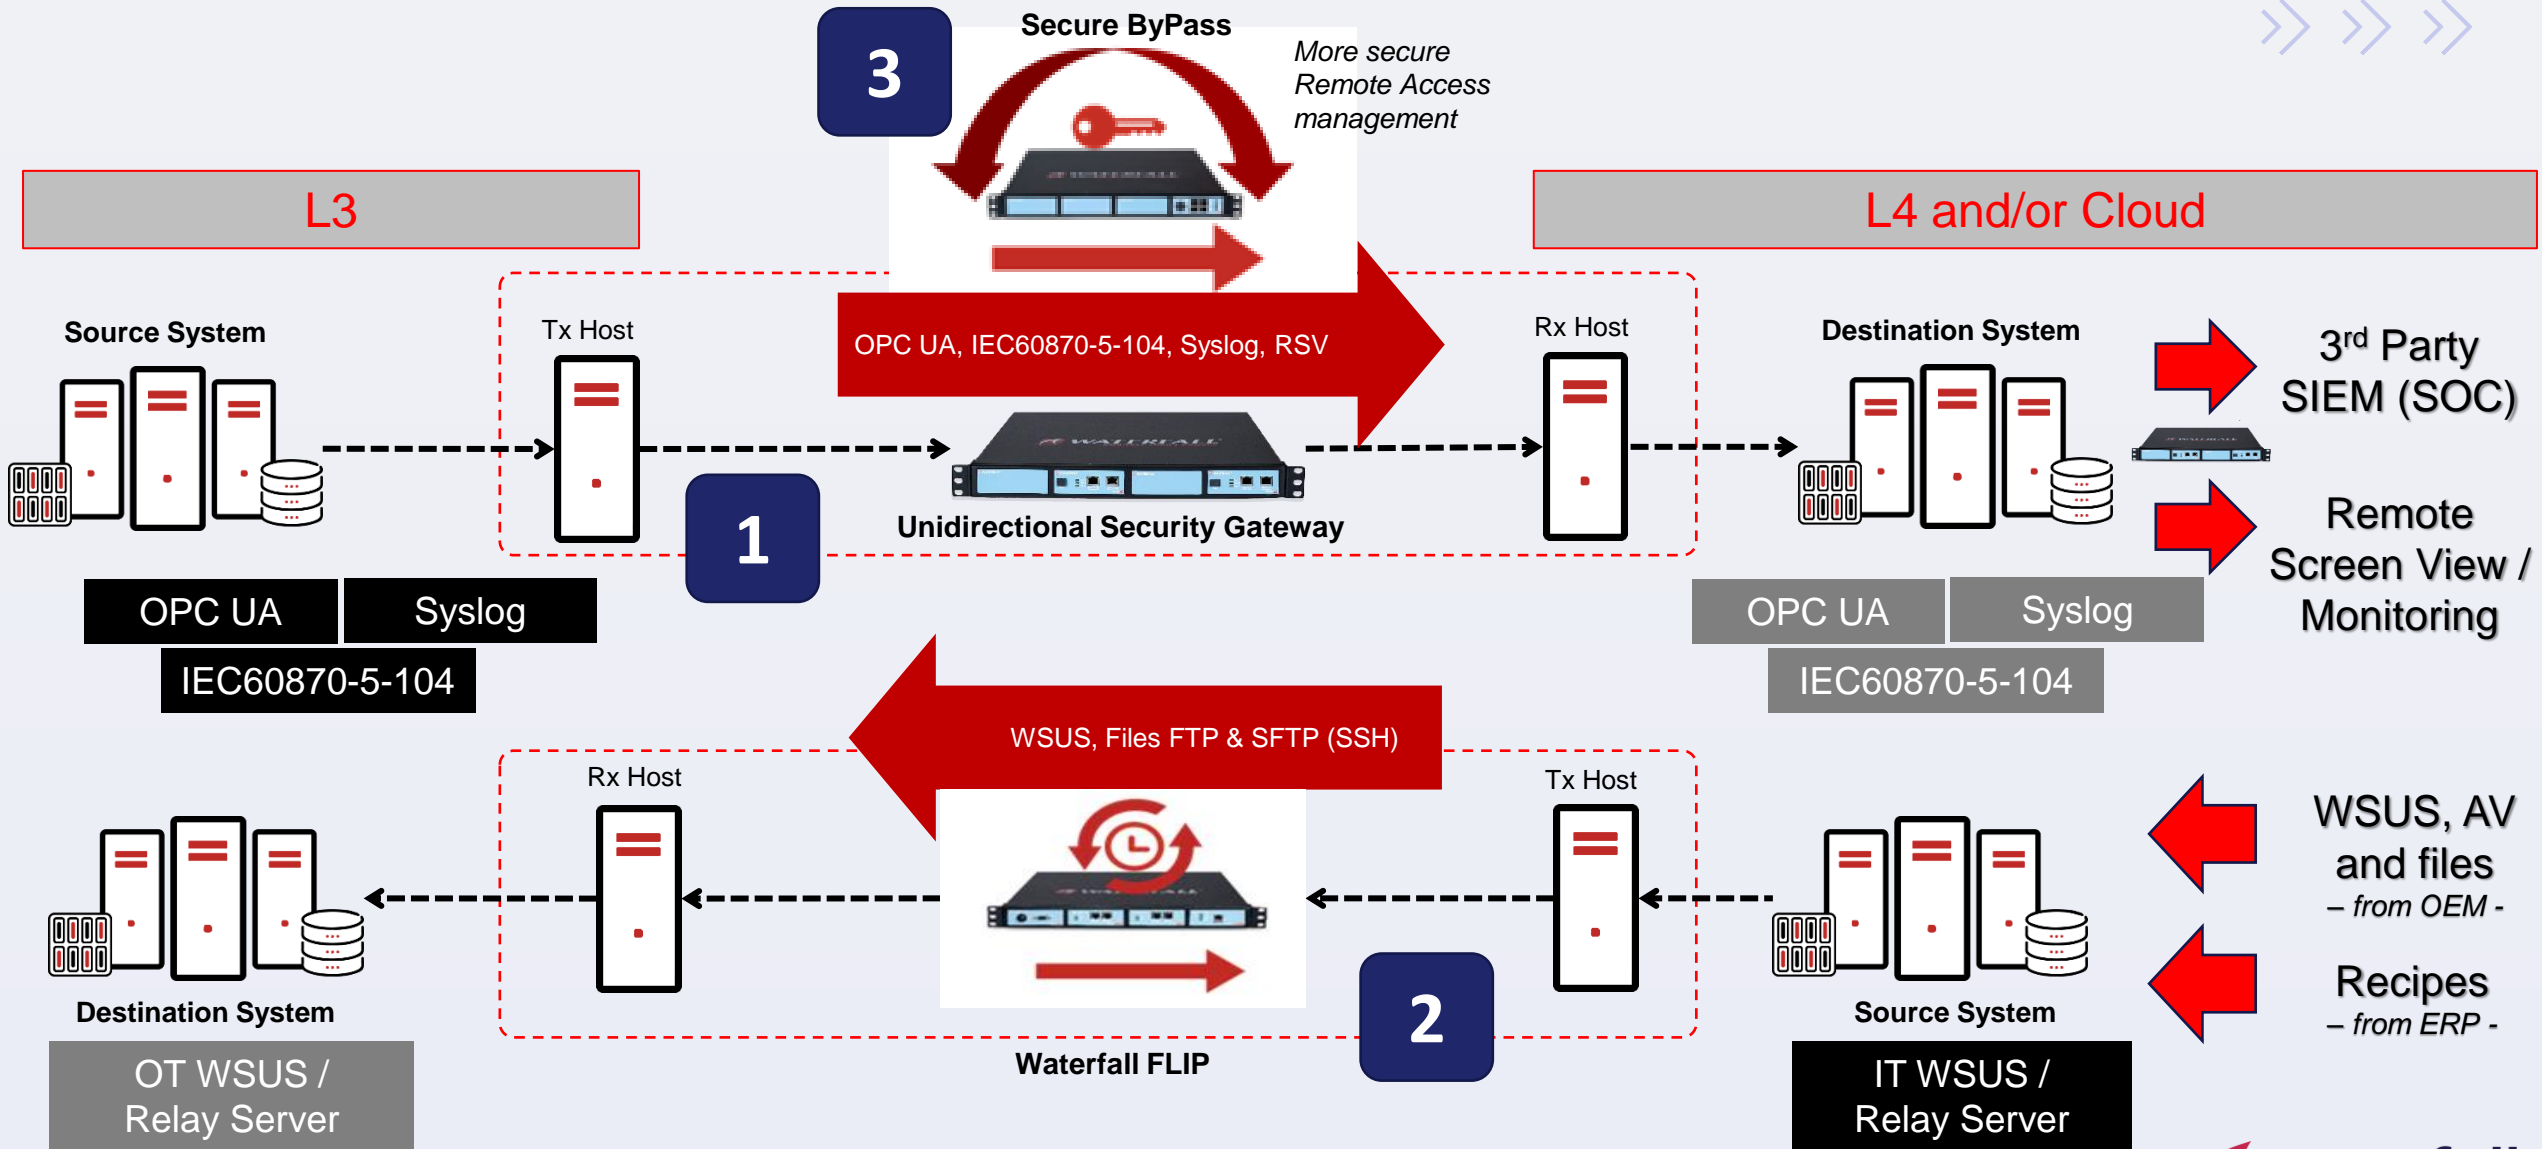 Secure ByPass
3
More secure
Remote Access
management
L3
L4 and/or Cloud
Source System
Tx Host
OPC UA, IEC60870-5-104, Syslog, RSV
Rx Host
Destination System
3rd Party
SIEM (SOC)
WATERFALL
Unidirectional Security Gateway
1
Remote
Screen View /
Monitoring
OPC UA
Syslog
IEC60870-5-104
OPC UA
Syslog
IEC60870-5-104
WSUS, Files FTP & SFTP (SSH)
Rx Host
Tx Host
WSUS, AV
and files
– from OEM -
Recipes
– from ERP -
Destination System
2
Source System
Waterfall FLIP
OT WSUS /
Relay Server
IT WSUS /
Relay Server